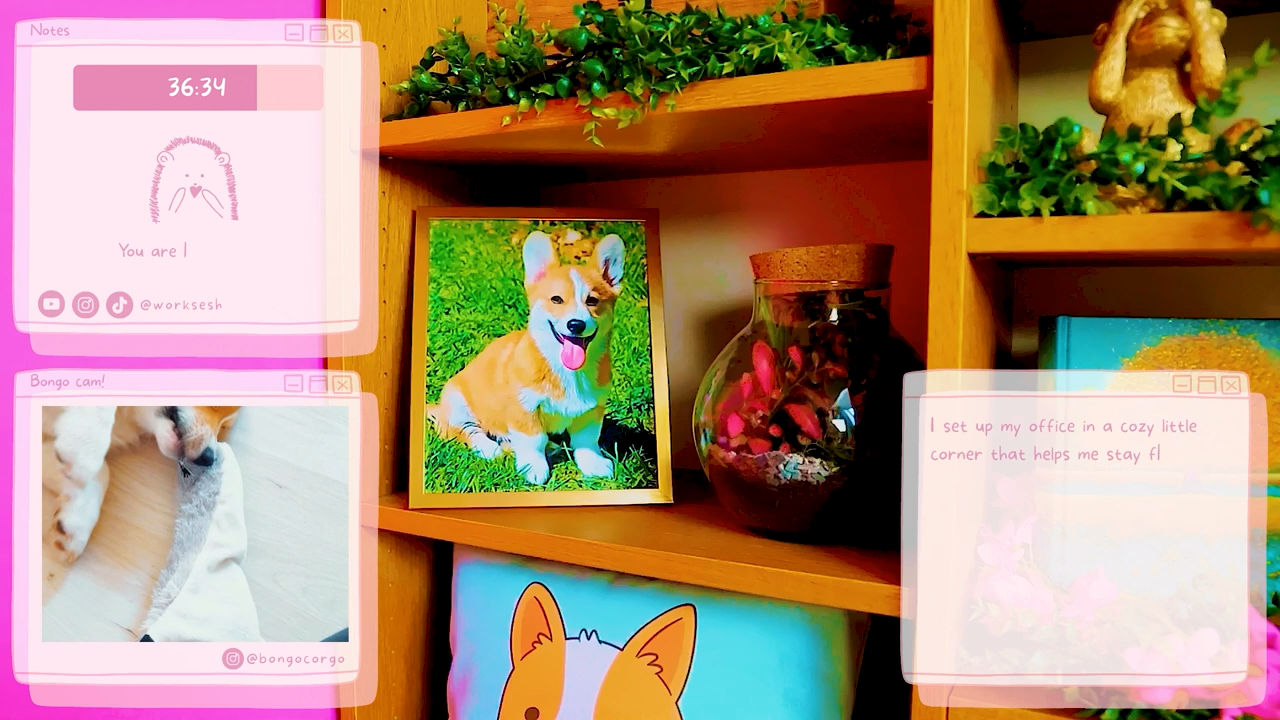 Notes
36:34
You are
@worksesh
Bongo cam!
@bongocorgo
I set up my office in a cozy little
corner that helps me stay fl